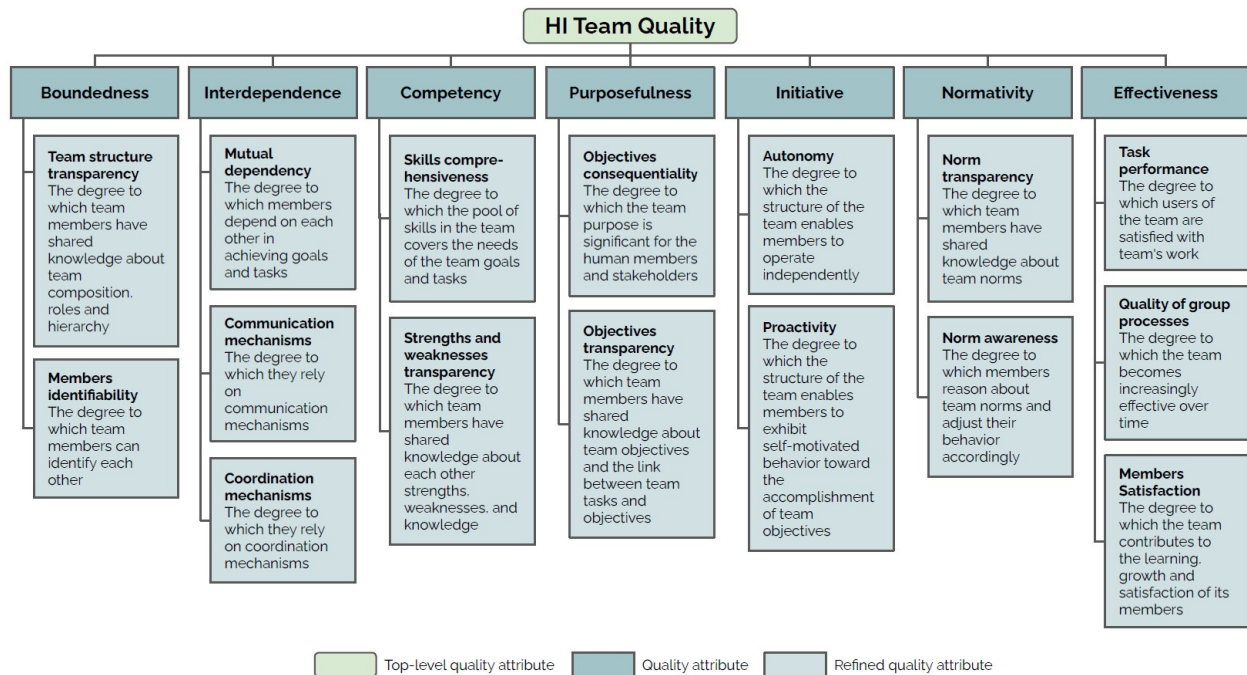 HI Team Quality
Boundedness
Interdependence
Competency
Purposefulness
Initiative
Normativity
Effectiveness
Team structure
transparency
The degree to
which team
members have
shared
knowledge about
team
composition,
roles and
hierarchy
Members
identifiability
The degree to
which team
members can
identify each
other
Mutual
dependency
The degree to
which members
depend on each
other in
achieving goals
and tasks
Communication
mechanisms
The degree to
which they rely
on
communication
mechanisms
Coordination
mechanisms
The degree to
which they rely
on coordination
mechanisms
Skills compre-
hensiveness
The degree to
which the pool of
skills in the team
covers the needs
of the team goals
and tasks
Strengths and
weaknesses
transparency
The degree to
which team
members have
shared
knowledge about
each other
strengths,
weaknesses, and
knowledge
Objectives
consequentiality
The degree to
which the team
purpose is
significant for the
human members
and stakeholders
Objectives
transparency
The degree to
which team
members have
shared
knowledge about
team objectives
and the link
between team
tasks and
objectives
Autonomy
The degree to
which the
structure of the
team enables
members to
operate
independently
Proactivity
The degree to
which the
structure of the
team enables
members to
exhibit
self-motivated
behavior toward
the
accomplishment
of team
objectives
Norm
transparency
The degree to
which team
members have
shared
knowledge about
team norms
Norm awareness
The degree to
which members
reason about
team norms and
adjust their
behavior
accordingly
Task
performance
The degree to
which users of
the team are
satisfied with
team's work
Quality of group
processes
The degree to
which the team
becomes
increasingly
effective over
time
Members
Satisfaction
The degree to
which the team
contributes to
the learning,
growth and
satisfaction of its
members
Top-level quality attribute
Quality attribute
Refined quality attribute